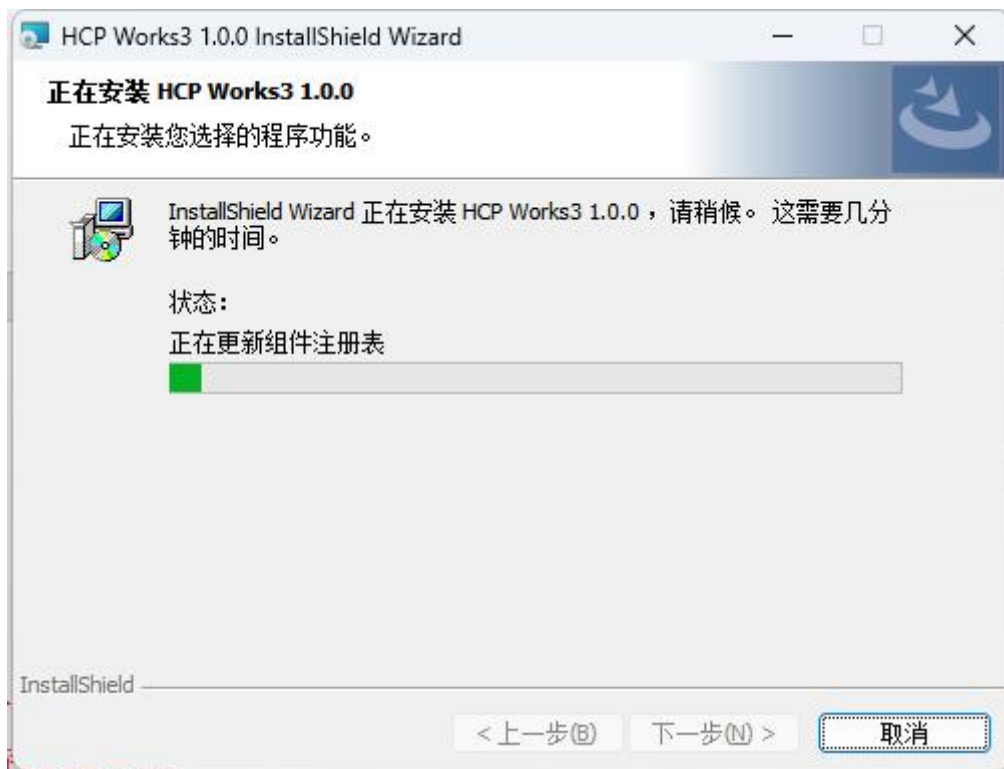 HCP Works3 1.0.0 InstallShield Wizard
正在安装 HCP Works3 1.0.0
正在安装您选择的程序功能。
InstallShield Wizard 正在安装 HCP Works3 1.0.0，请稍候。 这需要几分
钟的时间。
状态：
正在更新组件注册表
InstallShield
<上一步(B) 下一步(N) > 取消